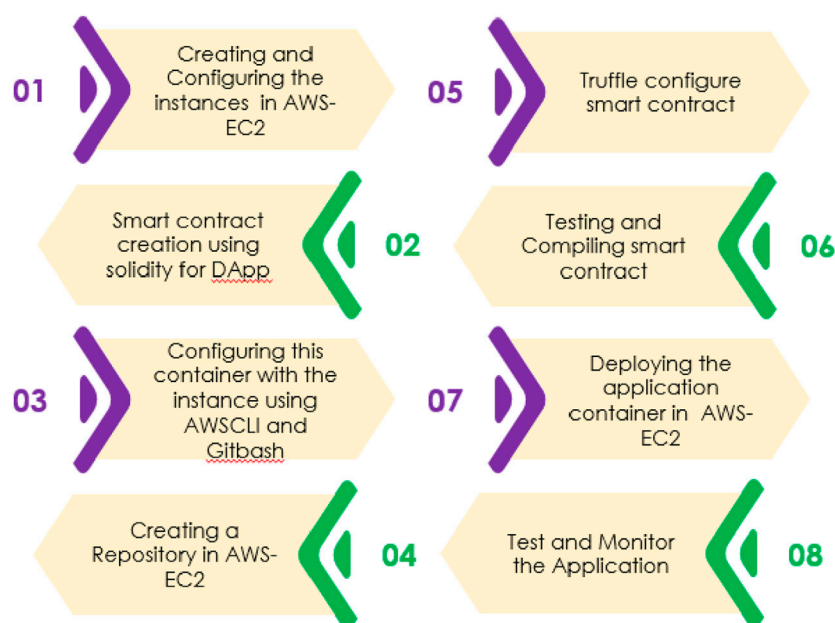 01
Creating and
Configuring the
instances in AWS-
EC2
Smart contract
creation using
solidity for DApp
02
03
Configuring this
container with the
instance using
AWSCLI and
Gitbash
Creating a
Repository in AWS-
EC2
04
05
Truffle configure
smart contract
Testing and
Compiling smart
contract
06
07
Deploying the
application
container in AWS-
EC2
Test and Monitor
the Application
08